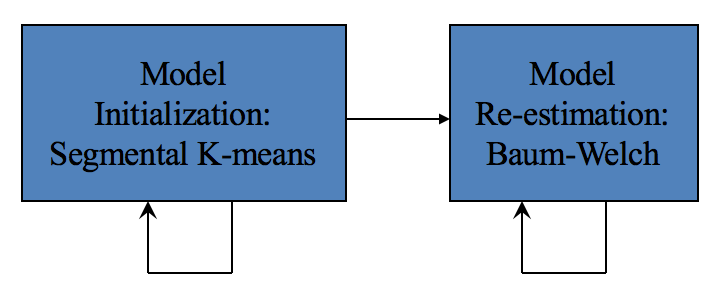 Model
Initialization:
Segmental K-means
Model
Re-estimation:
Baum-Welch